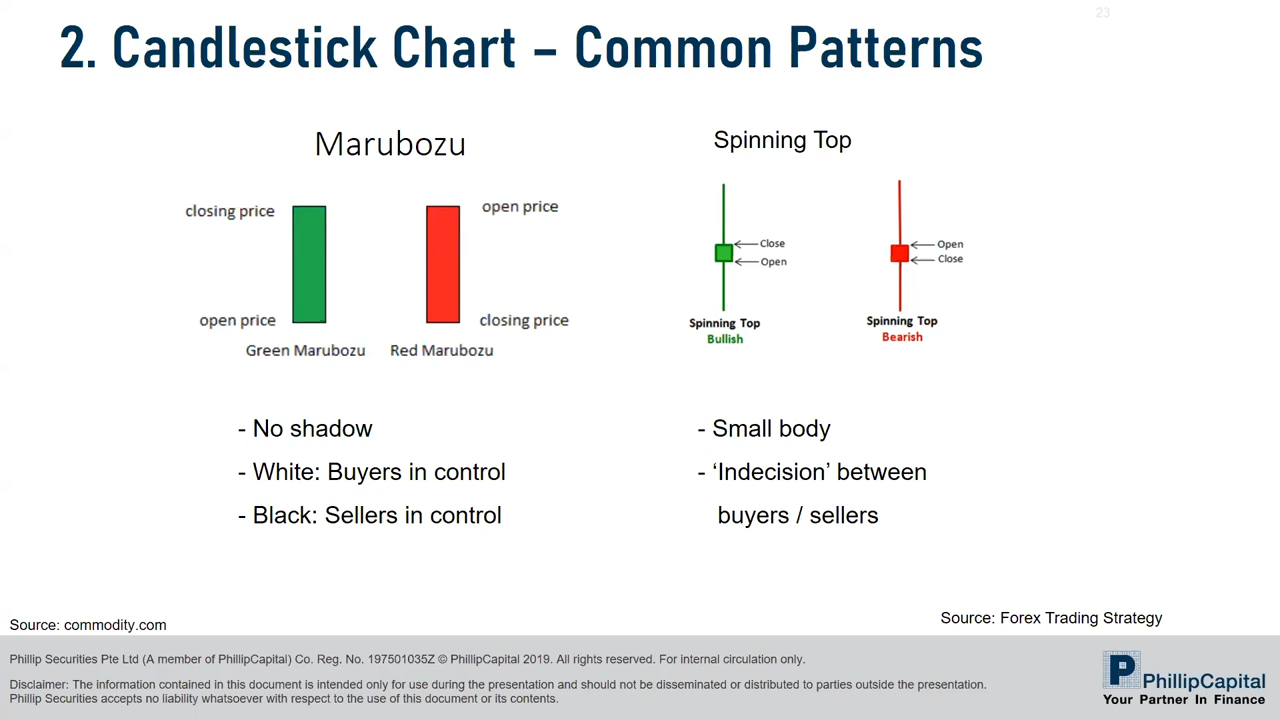 23
2. Candlestick Chart – Common Patterns
Marubozu
closing price
open price
open price
closing price
Green Marubozu
Red Marubozu
- No shadow
- White: Buyers in control
- Black: Sellers in control
Source: commodity.com
Spinning Top
Close
Open
Open
Close
Spinning Top
Bullish
Spinning Top
Bearish
- Small body
- ‘Indecision’ between
buyers / sellers
Source: Forex Trading Strategy
Phillip Securities Pte Ltd (A member of PhillipCapital) Co. Reg. No. 197501035Z © PhillipCapital 2019. All rights reserved. For internal circulation only.
Disclaimer: The information contained in this document is intended only for use during the presentation and should not be disseminated or distributed to parties outside the presentation.
Phillip Securities accepts no liability whatsoever with respect to the use of this document or its contents.
P
PhillipCapital
Your Partner In Finance